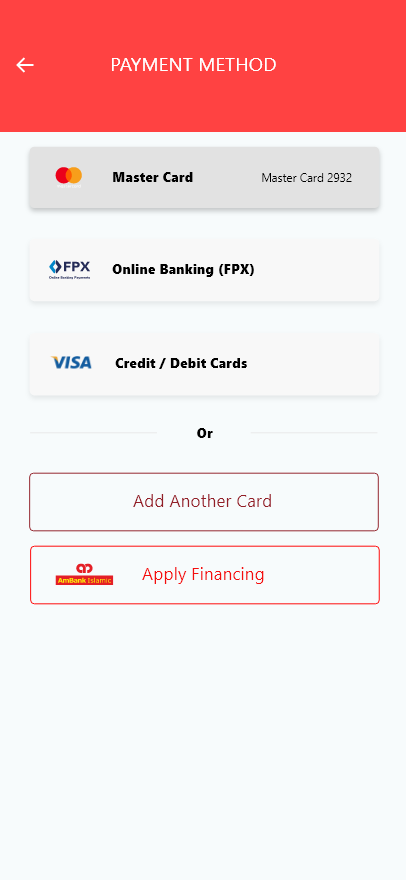 PAYMENT METHOD
Master Card
Master Card 2932
FPX
Online Banking Payments
Online Banking (FPX)
VISA
Credit / Debit Cards
Or
Add Another Card
AmBank Islamic
Apply Financing